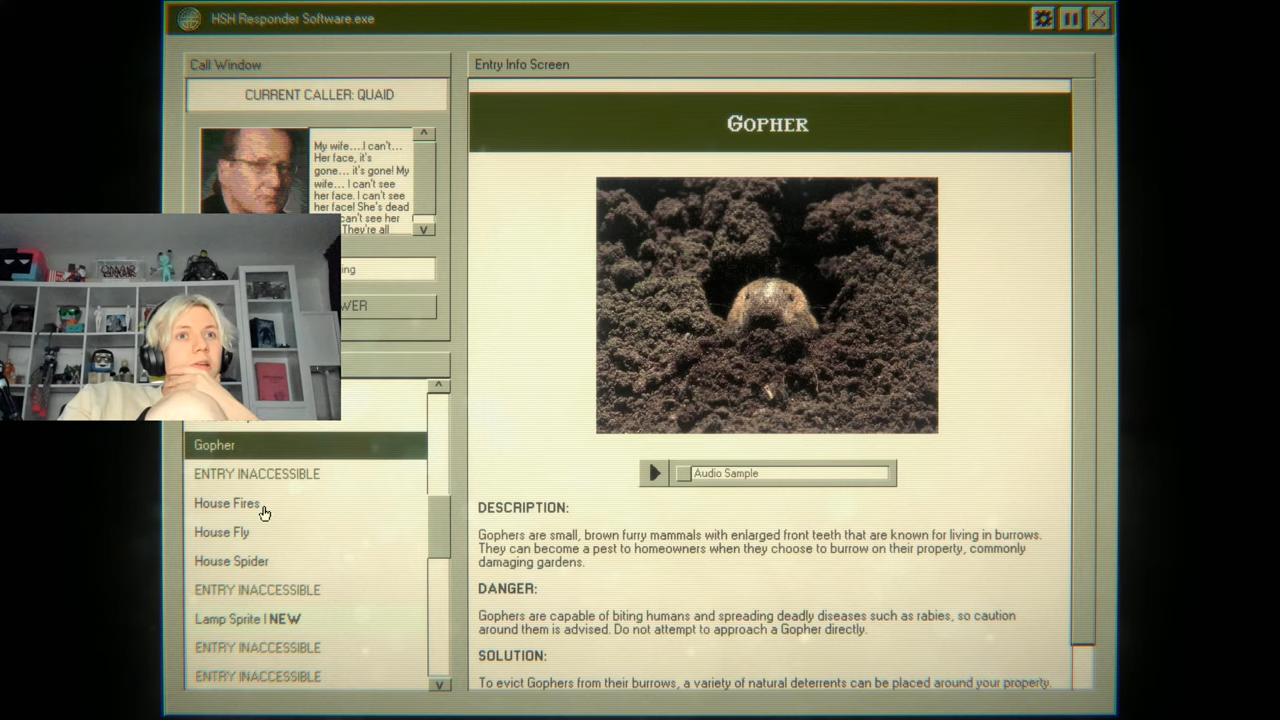 HSH Responder Software.exe
Call Window
CURRENT CALLER: QUAID
My wife....I can't...
Her face, it's
gone... it's gone! My
wife... I can't see
her face. I can't see
her face! She's dead
can't see her
They're all
ing
WER
Gopher
ENTRY INACCESSIBLE
House Fires
House Fly
House Spider
ENTRY INACCESSIBLE
Lamp Sprite | NEW
ENTRY INACCESSIBLE
ENTRY INACCESSIBLE
Entry Info Screen
GOPHER
Audio Sample
DESCRIPTION:
Gophers are small, brown furry mammals with enlarged front teeth that are known for living in burrows.
They can become a pest to homeowners when they choose to burrow on their property, commonly
damaging gardens.
DANGER:
Gophers are capable of biting humans and spreading deadly diseases such as rabies, so caution
around them is advised. Do not attempt to approach a Gopher directly.
SOLUTION:
To evict Gophers from their burrows, a variety of natural deterrents can be placed around your property.